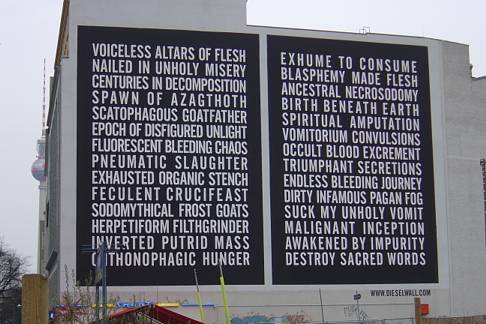 VOICELESS ALTARS OF FLESH
NAILED IN UNHOLY MISERY
CENTURIES IN DECOMPOSITION
SPAWN OF AZAGTHOTH
SCATOPHAGOUS GOATFATHER
EPOCH OF DISFIGURED UNLIGHT
FLUORESCENT BLEEDING CHAOS
PNEUMATIC SLAUGHTER
EXHAUSTED ORGANIC STENCH
FECULENT CRUCIFEAST
SODOMYTHICAL FROST GOATS
HERPETIFORM FILTHGRINDER
INVERTED PUTRID MASS
CHTHONOPHAGIC HUNGER
EXHUME TO CONSUME
BLASPHEMY MADE FLESH
ANCESTRAL NECROSODOMY
BIRTH BENEATH EARTH
SPIRITUAL AMPUTATION
VOMITORIUM CONVULSIONS
OCCULT BLOOD EXCREMENT
TRIUMPHANT SECRETIONS
ENDLESS BLEEDING JOURNEY
DIRTY INFAMOUS PAGAN FOG
SUCK MY UNHOLY VOMIT
MALIGNANT INCEPTION
AWAKENED BY IMPURITY
DESTROY SACRED WORDS
WWW.DIESELWALL.COM